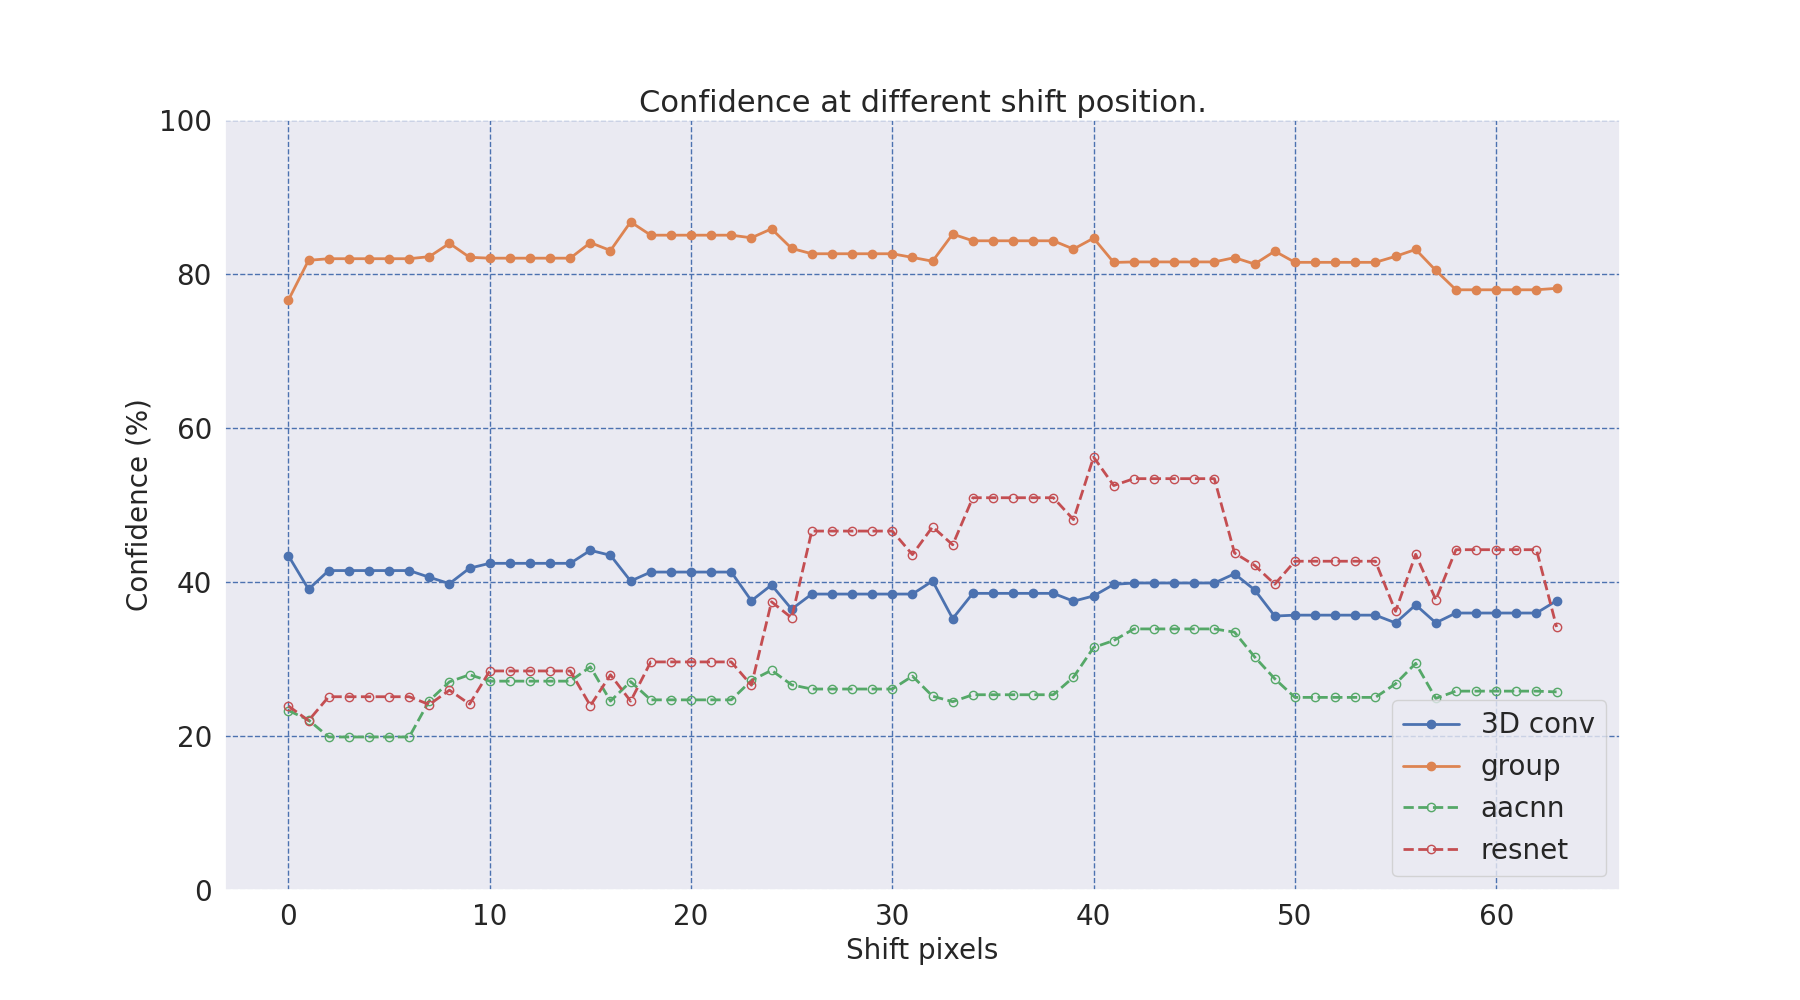 Confidence at different shift position.
100
80
60
40
20
0
Confidence (%)
0 10 20 30 40 50 60
Shift pixels
3D conv
group
aacnn
resnet